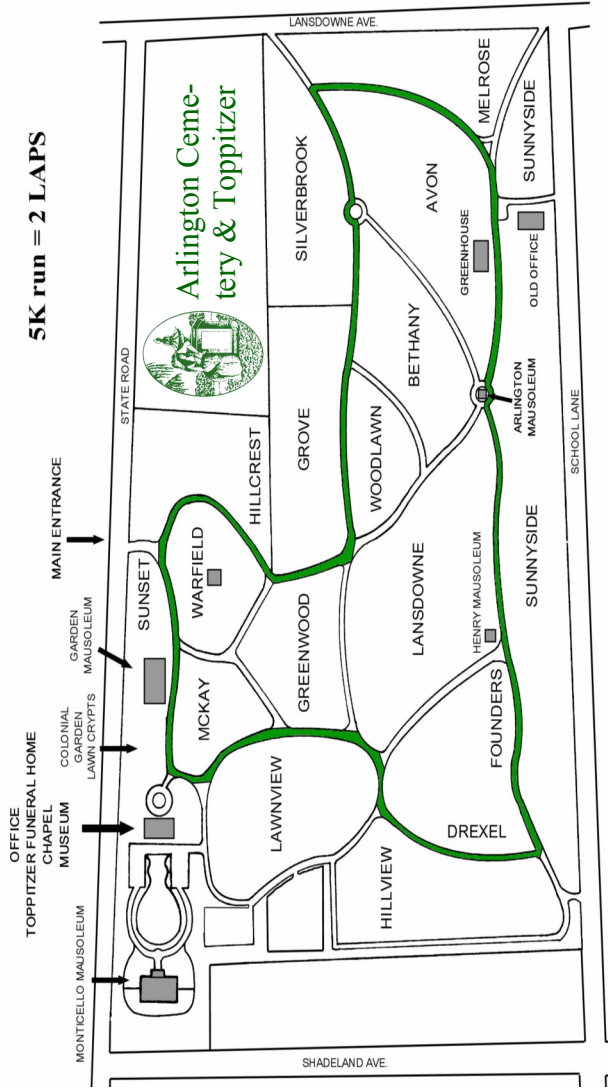 LANSDOWNE AVE.
5K run = 2 LAPS
Arlington Ceme-
tery & Toppitzer
STATE ROAD
MAIN ENTRANCE
GARDEN
MAUSOLEUM
COLONIAL
GARDEN
LAWN CRYPTS
OFFICE
TOPPITZER FUNERAL HOME
CHAPEL
MUSEUM
MONTICELLO MAUSOLEUM
SILVERBROOK
AVON
MELROSE
SUNNYSIDE
GREENHOUSE
OLD OFFICE
BETHANY
GROVE
WOODLAWN
HILLCREST
ARLINGTON
MAUSOLEUM
SCHOOL LANE
SUNSET
WARFIELD
GREENWOOD
LANSDOWNE
HENRY MAUSOLEUM
SUNNYSIDE
MCKAY
LAWNVIEW
FOUNDERS
DREXEL
HILLVIEW
SHADELAND AVE.